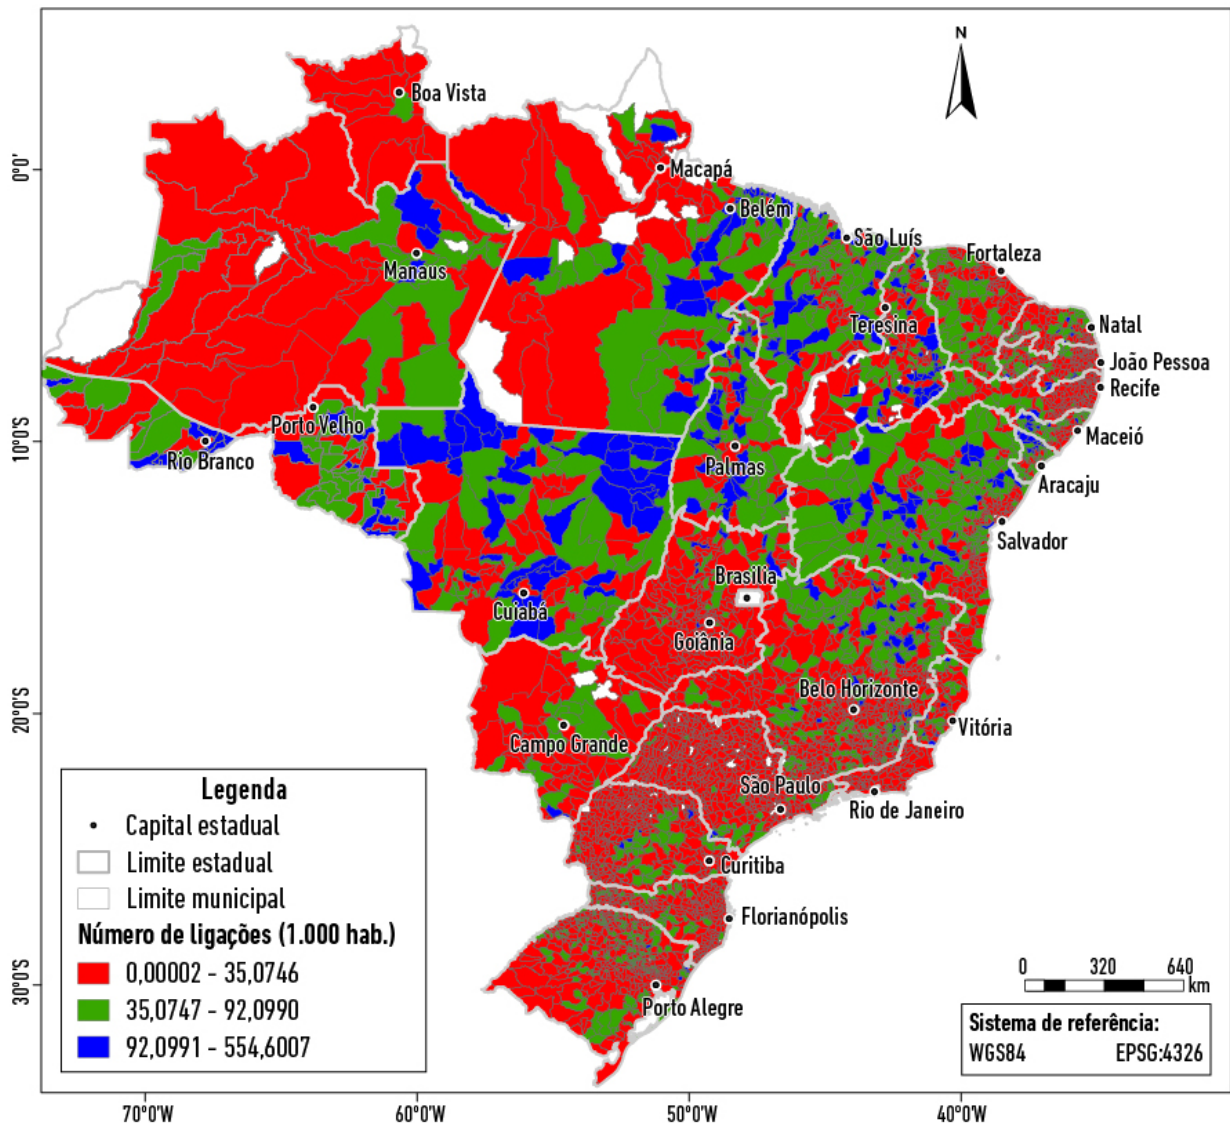 N
Boa Vista
Macapá
0°0'
Belém
São Luís
Fortaleza
Manaus
Teresina
Natal
João Pessoa
Recife
Porto Velho
Maceió
10°0'S
Rio Branco
Palmas
Aracaju
Salvador
Brasilia
Cuiabá
Goiânia
Belo Horizonte
20°0'S
Vitória
Campo Grande
São Paulo
Rio de Janeiro
Curitiba
Florianópolis
30°0'S
Porto Alegre
Legenda
Capital estadual
Limite estadual
Limite municipal
Número de ligações (1.000 hab.)
0,00002 - 35,0746
35,0747 - 92,0990
92,0991 - 554,6007
0 320 640
km
Sistema de referência:
WGS84 EPSG:4326
70°0'W 60°0'W 50°0'W 40°0'W